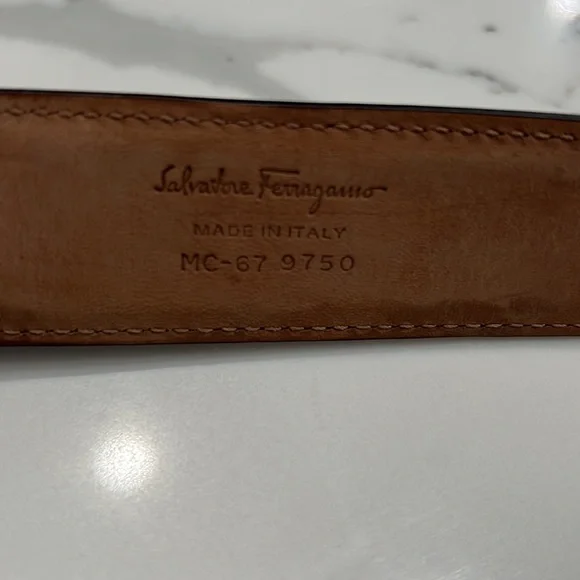 Salvatore Ferragamo
MADE IN ITALY
MC-67 9750